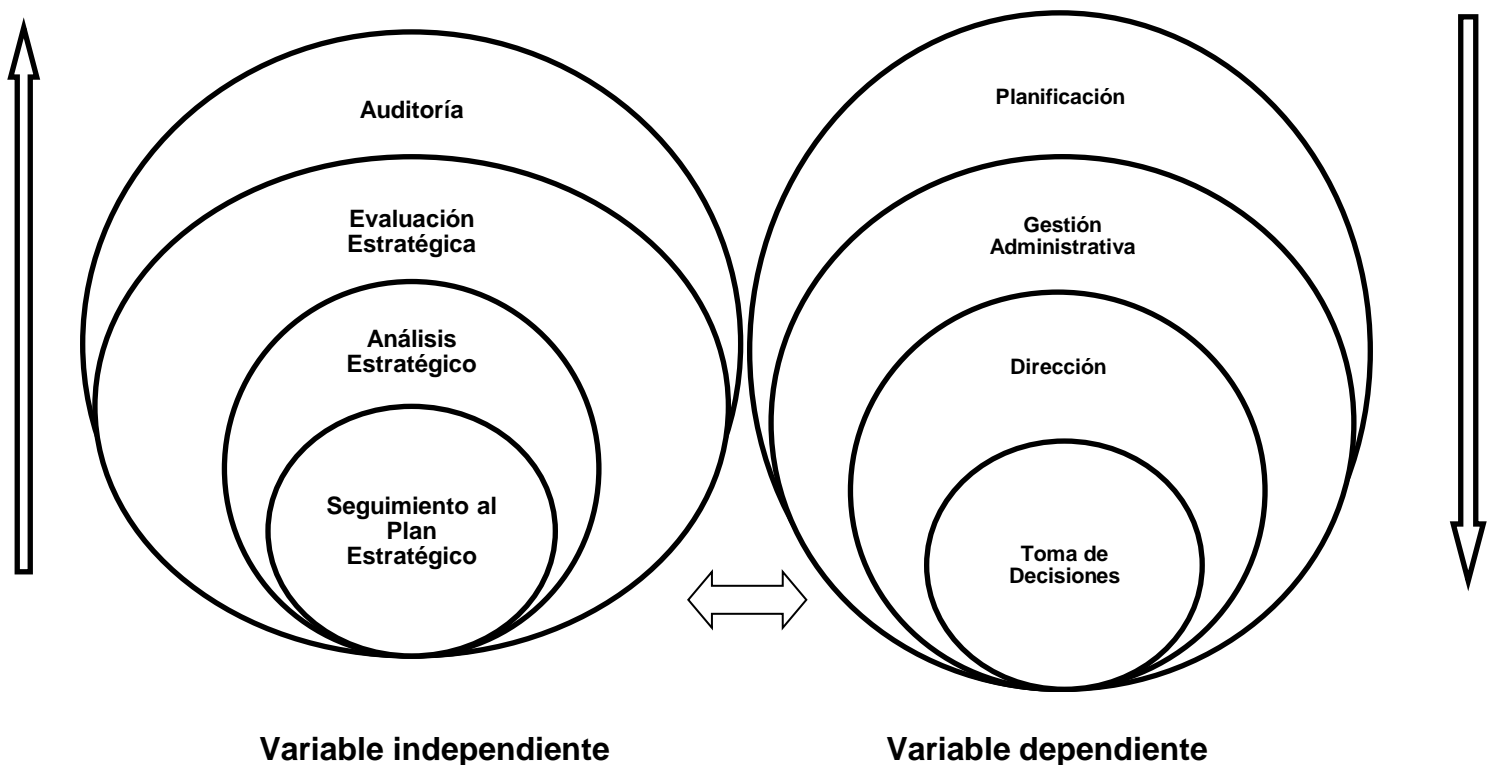 Auditoría
Evaluación
Estratégica
Análisis
Estratégico
Seguimiento al
Plan
Estratégico
Planificación
Gestión
Administrativa
Dirección
Toma de
Decisiones
Variable independiente
Variable dependiente